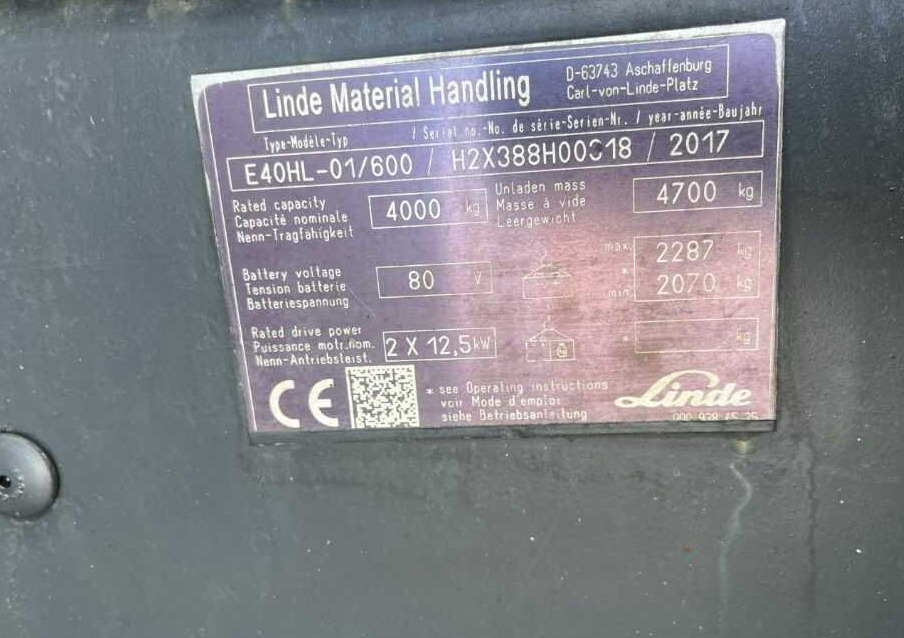 Linde Material Handling
D-63743 Aschaffenburg
Carl-von-Linde-Platz
Type-Modèle-Typ / Serial no.-No. de série-Serien-Nr. / year-année-Baujahr
E40HL-01/600 / / 2017
Rated capacity
Capacité nominale
Nenn-Tragfähigkeit
4000 kg
Unladen mass
Masse à vide
Leergewicht
4700 kg
Battery voltage
Tension batterie
Batteriespannung
80 V
max. 2287 kg
*
min. 2070 kg
Rated drive power
Puissance motr.nom.
Nenn-Antriebsleist.
2 X 12,5kW
* kg
CE
* see Operating instructions
voir Mode d'emploi
siehe Betriebsanleitung
Linde